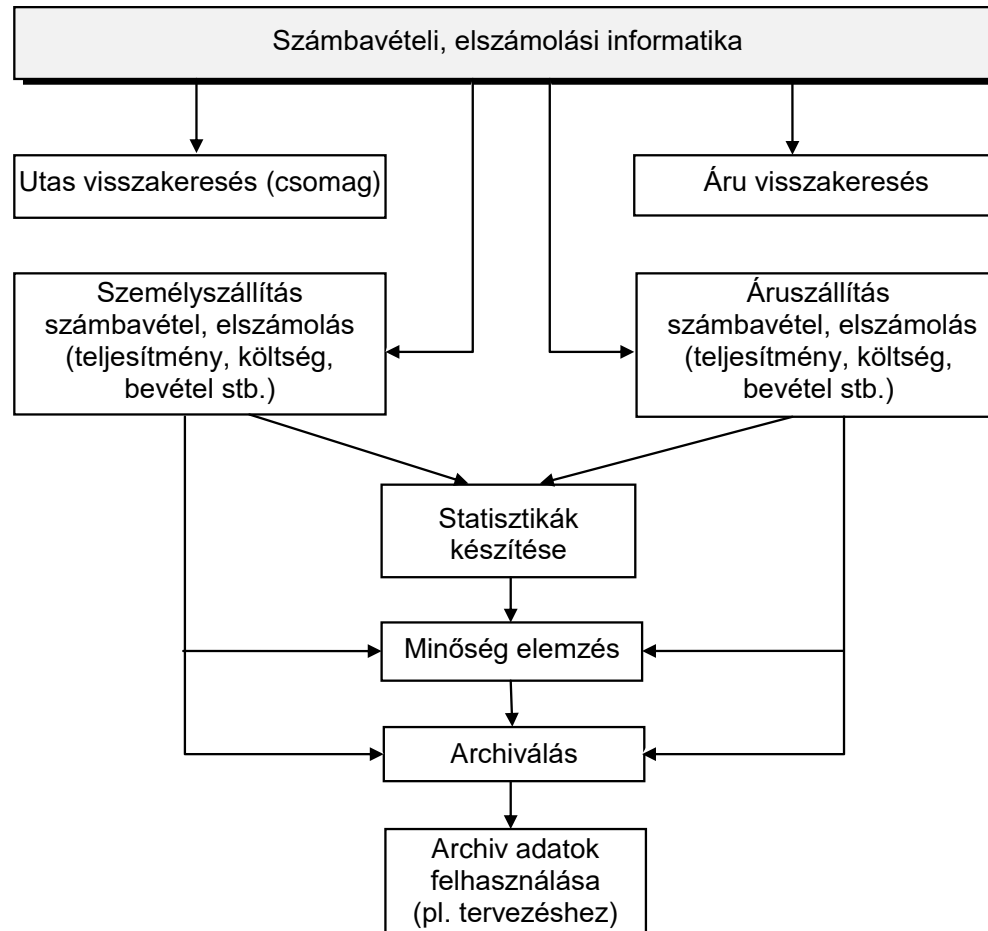 Számbavételi, elszámolási informatika
Utas visszakeresés (csomag)
Áru visszakeresés
Személyszállítás
számbavétel, elszámolás
(teljesítmény, költség,
bevétel stb.)
Áruszállítás
számbavétel, elszámolás
(teljesítmény, költség,
bevétel stb.)
Statisztikák
készítése
Minőség elemzés
Archiválás
Archiv adatok
felhasználása
(pl. tervezéshez)